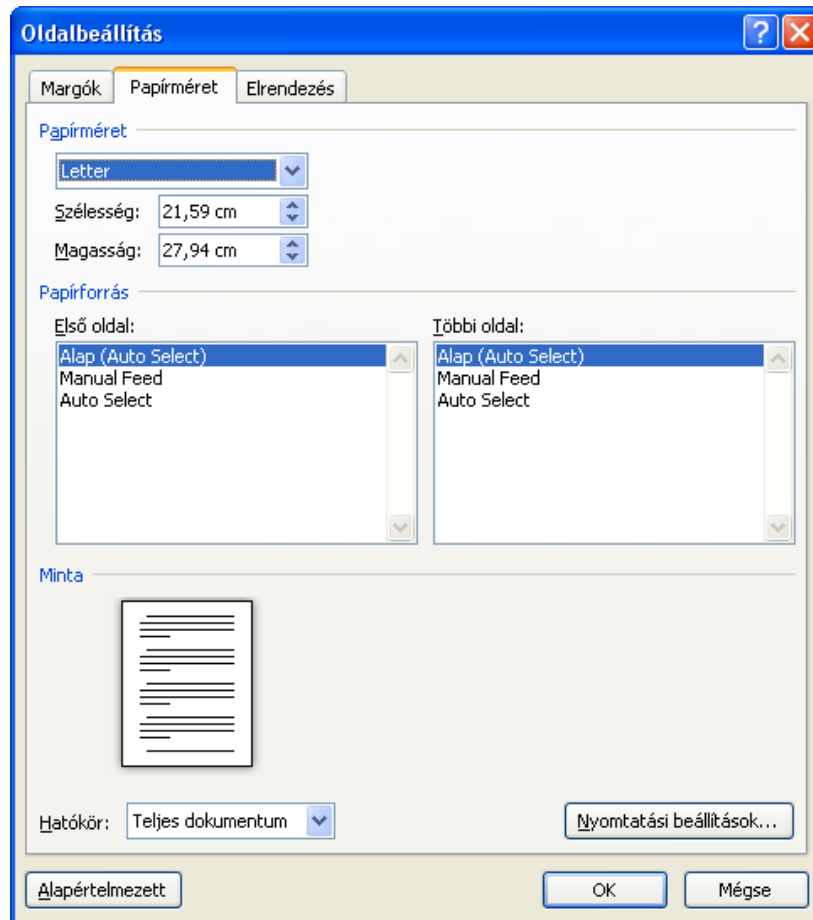 Oldalbeállítás
Margók Papírméret Elrendezés
Papírméret
Letter
Szélesség: 21,59 cm
Magasság: 27,94 cm
Papírforrás
Első oldal:
Alap (Auto Select)
Manual Feed
Auto Select
Többi oldal:
Alap (Auto Select)
Manual Feed
Auto Select
Minta
Hatókör: Teljes dokumentum
Nyomtatási beállítások...
Alapértelmezett
OK
Mégse